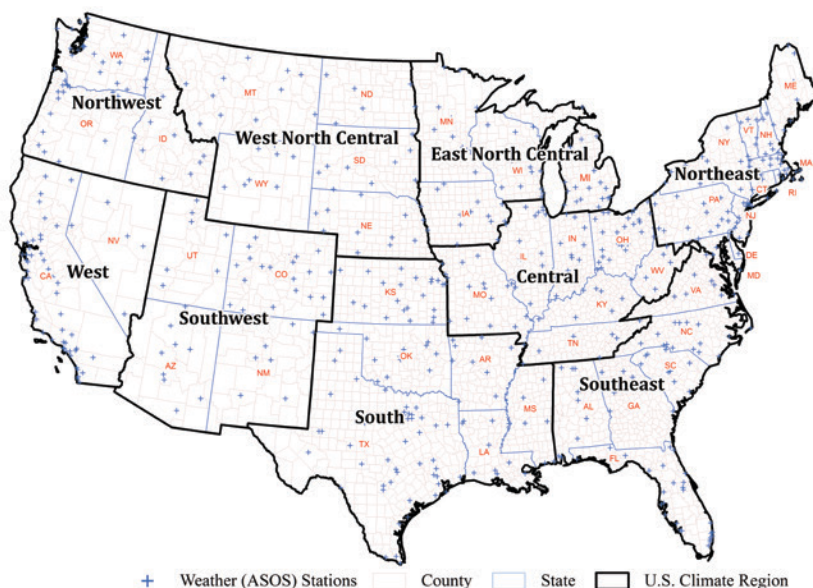 WA
ME
MT
ND
Northwest
MN
VT
NH
OR
NY
ID
West North Central
East North Central
MA
SD
WI
MI
Northeast
WY
CT
RI
IA
PA
NE
NJ
NV
IN
OH
UT
IL
DE
CO
WV
MD
West
Central
CA
KS
MO
VA
KY
Southwest
NC
TN
OK
AR
AZ
SC
NM
Southeast
MS
AL
GA
South
TX
LA
FL
Weather (ASOS) Stations
County
State
U.S. Climate Region